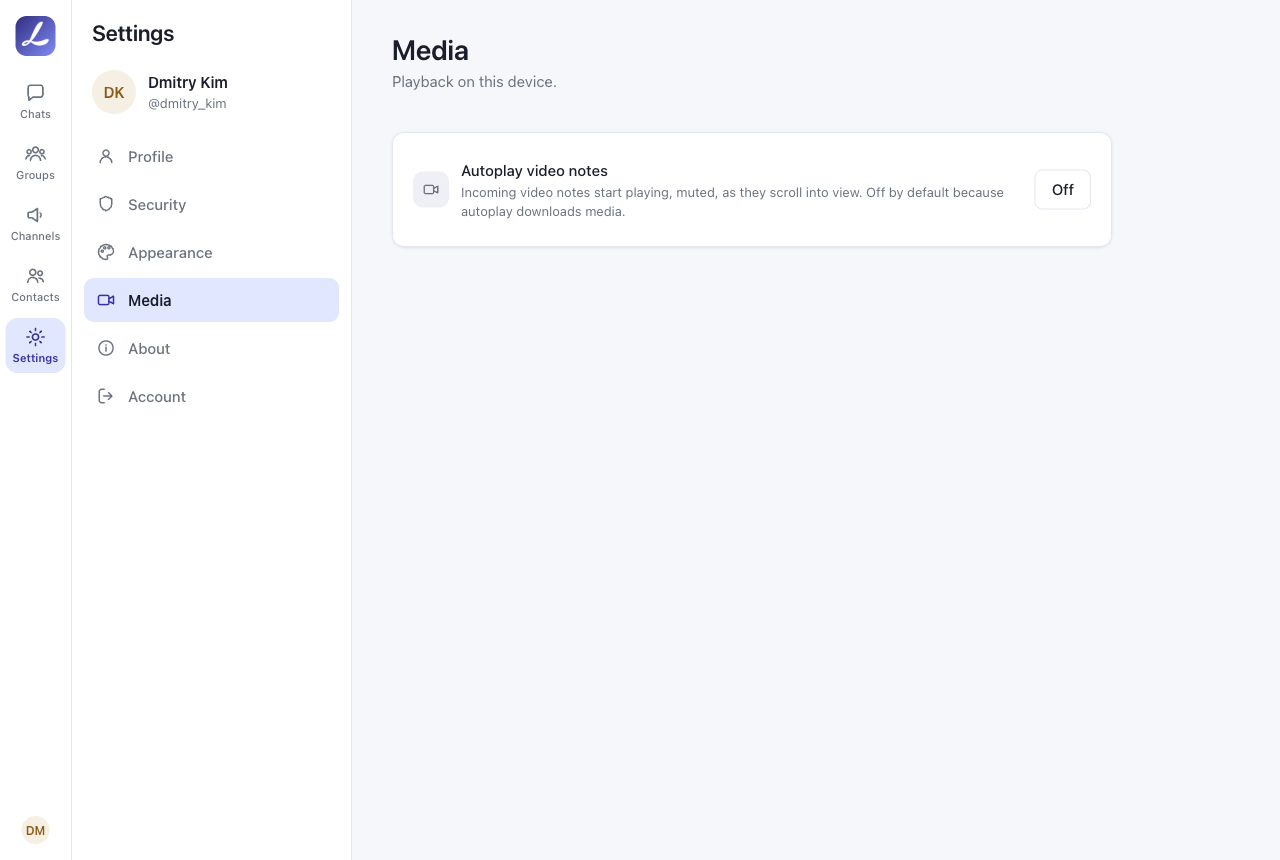 L
Chats
Groups
Channels
Contacts
Settings
DM
Settings
DK
Dmitry Kim
@dmitry_kim
Profile
Security
Appearance
Media
About
Account
Media
Playback on this device.
Autoplay video notes
Incoming video notes start playing, muted, as they scroll into view. Off by default because
autoplay downloads media.
Off